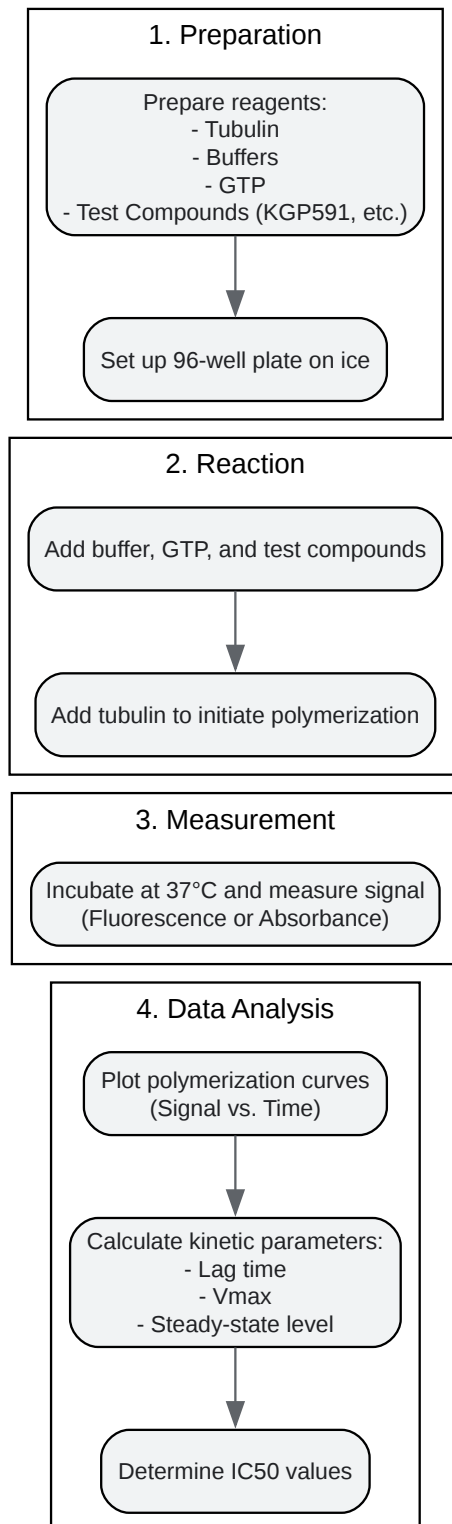 1. Preparation
Prepare reagents:
- Tubulin
- Buffers
- GTP
- Test Compounds (KGP591, etc.)
Set up 96-well plate on ice
2. Reaction
Add buffer, GTP, and test compounds
Add tubulin to initiate polymerization
3. Measurement
Incubate at 37°C and measure signal
(Fluorescence or Absorbance)
4. Data Analysis
Plot polymerization curves
(Signal vs. Time)
Calculate kinetic parameters:
- Lag time
- Vmax
- Steady-state level
Determine IC50 values